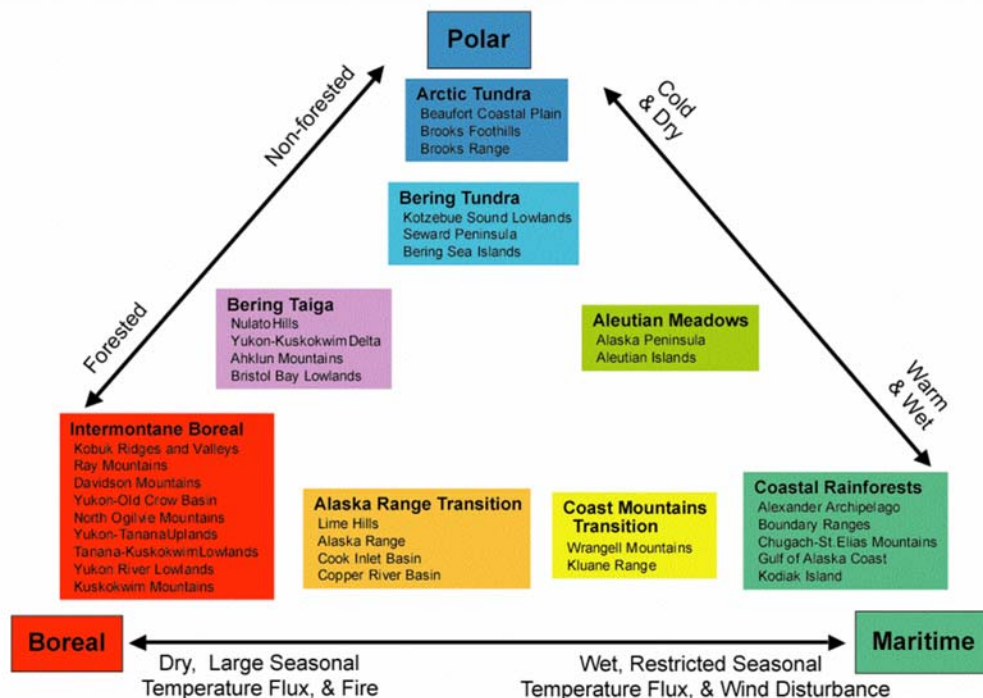 Polar
Non-forested
Cold
& Dry
Arctic Tundra
Beaufort Coastal Plain
Brooks Foothills
Brooks Range
Bering Tundra
Kotzebue Sound Lowlands
Seward Peninsula
Bering Sea Islands
Forested
Bering Taiga
Nulato Hills
Yukon-Kuskokwim Delta
Ahklun Mountains
Bristol Bay Lowlands
Aleutian Meadows
Alaska Peninsula
Aleutian Islands
Warm
& Wet
Intermontane Boreal
Kobuk Ridges and Valleys
Ray Mountains
Davidson Mountains
Yukon-Old Crow Basin
North Ogilvie Mountains
Yukon-Tanana Uplands
Tanana-Kuskokwim Lowlands
Yukon River Lowlands
Kuskokwim Mountains
Alaska Range Transition
Lime Hills
Alaska Range
Cook Inlet Basin
Copper River Basin
Coast Mountains
Transition
Wrangell Mountains
Kluane Range
Coastal Rainforests
Alexander Archipelago
Boundary Ranges
Chugach-St. Elias Mountains
Gulf of Alaska Coast
Kodiak Island
Boreal
Dry, Large Seasonal
Temperature Flux, & Fire
Wet, Restricted Seasonal
Temperature Flux, & Wind Disturbance
Maritime